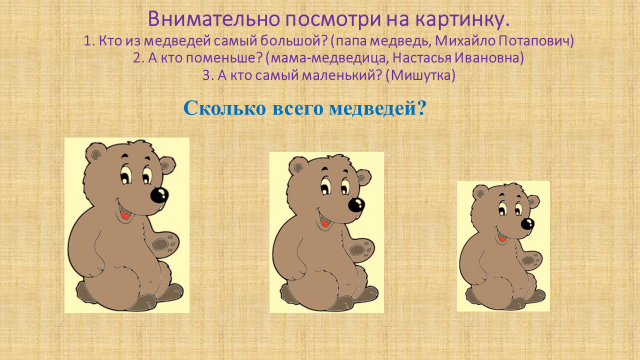 Внимательно посмотри на картинку.
1. Кто из медведей самый большой? (папа медведь, Михайло Потапович)
2. А кто поменьше? (мама-медведица, Настасья Ивановна)
3. А кто самый маленький? (Мишутка)
Сколько всего медведей?